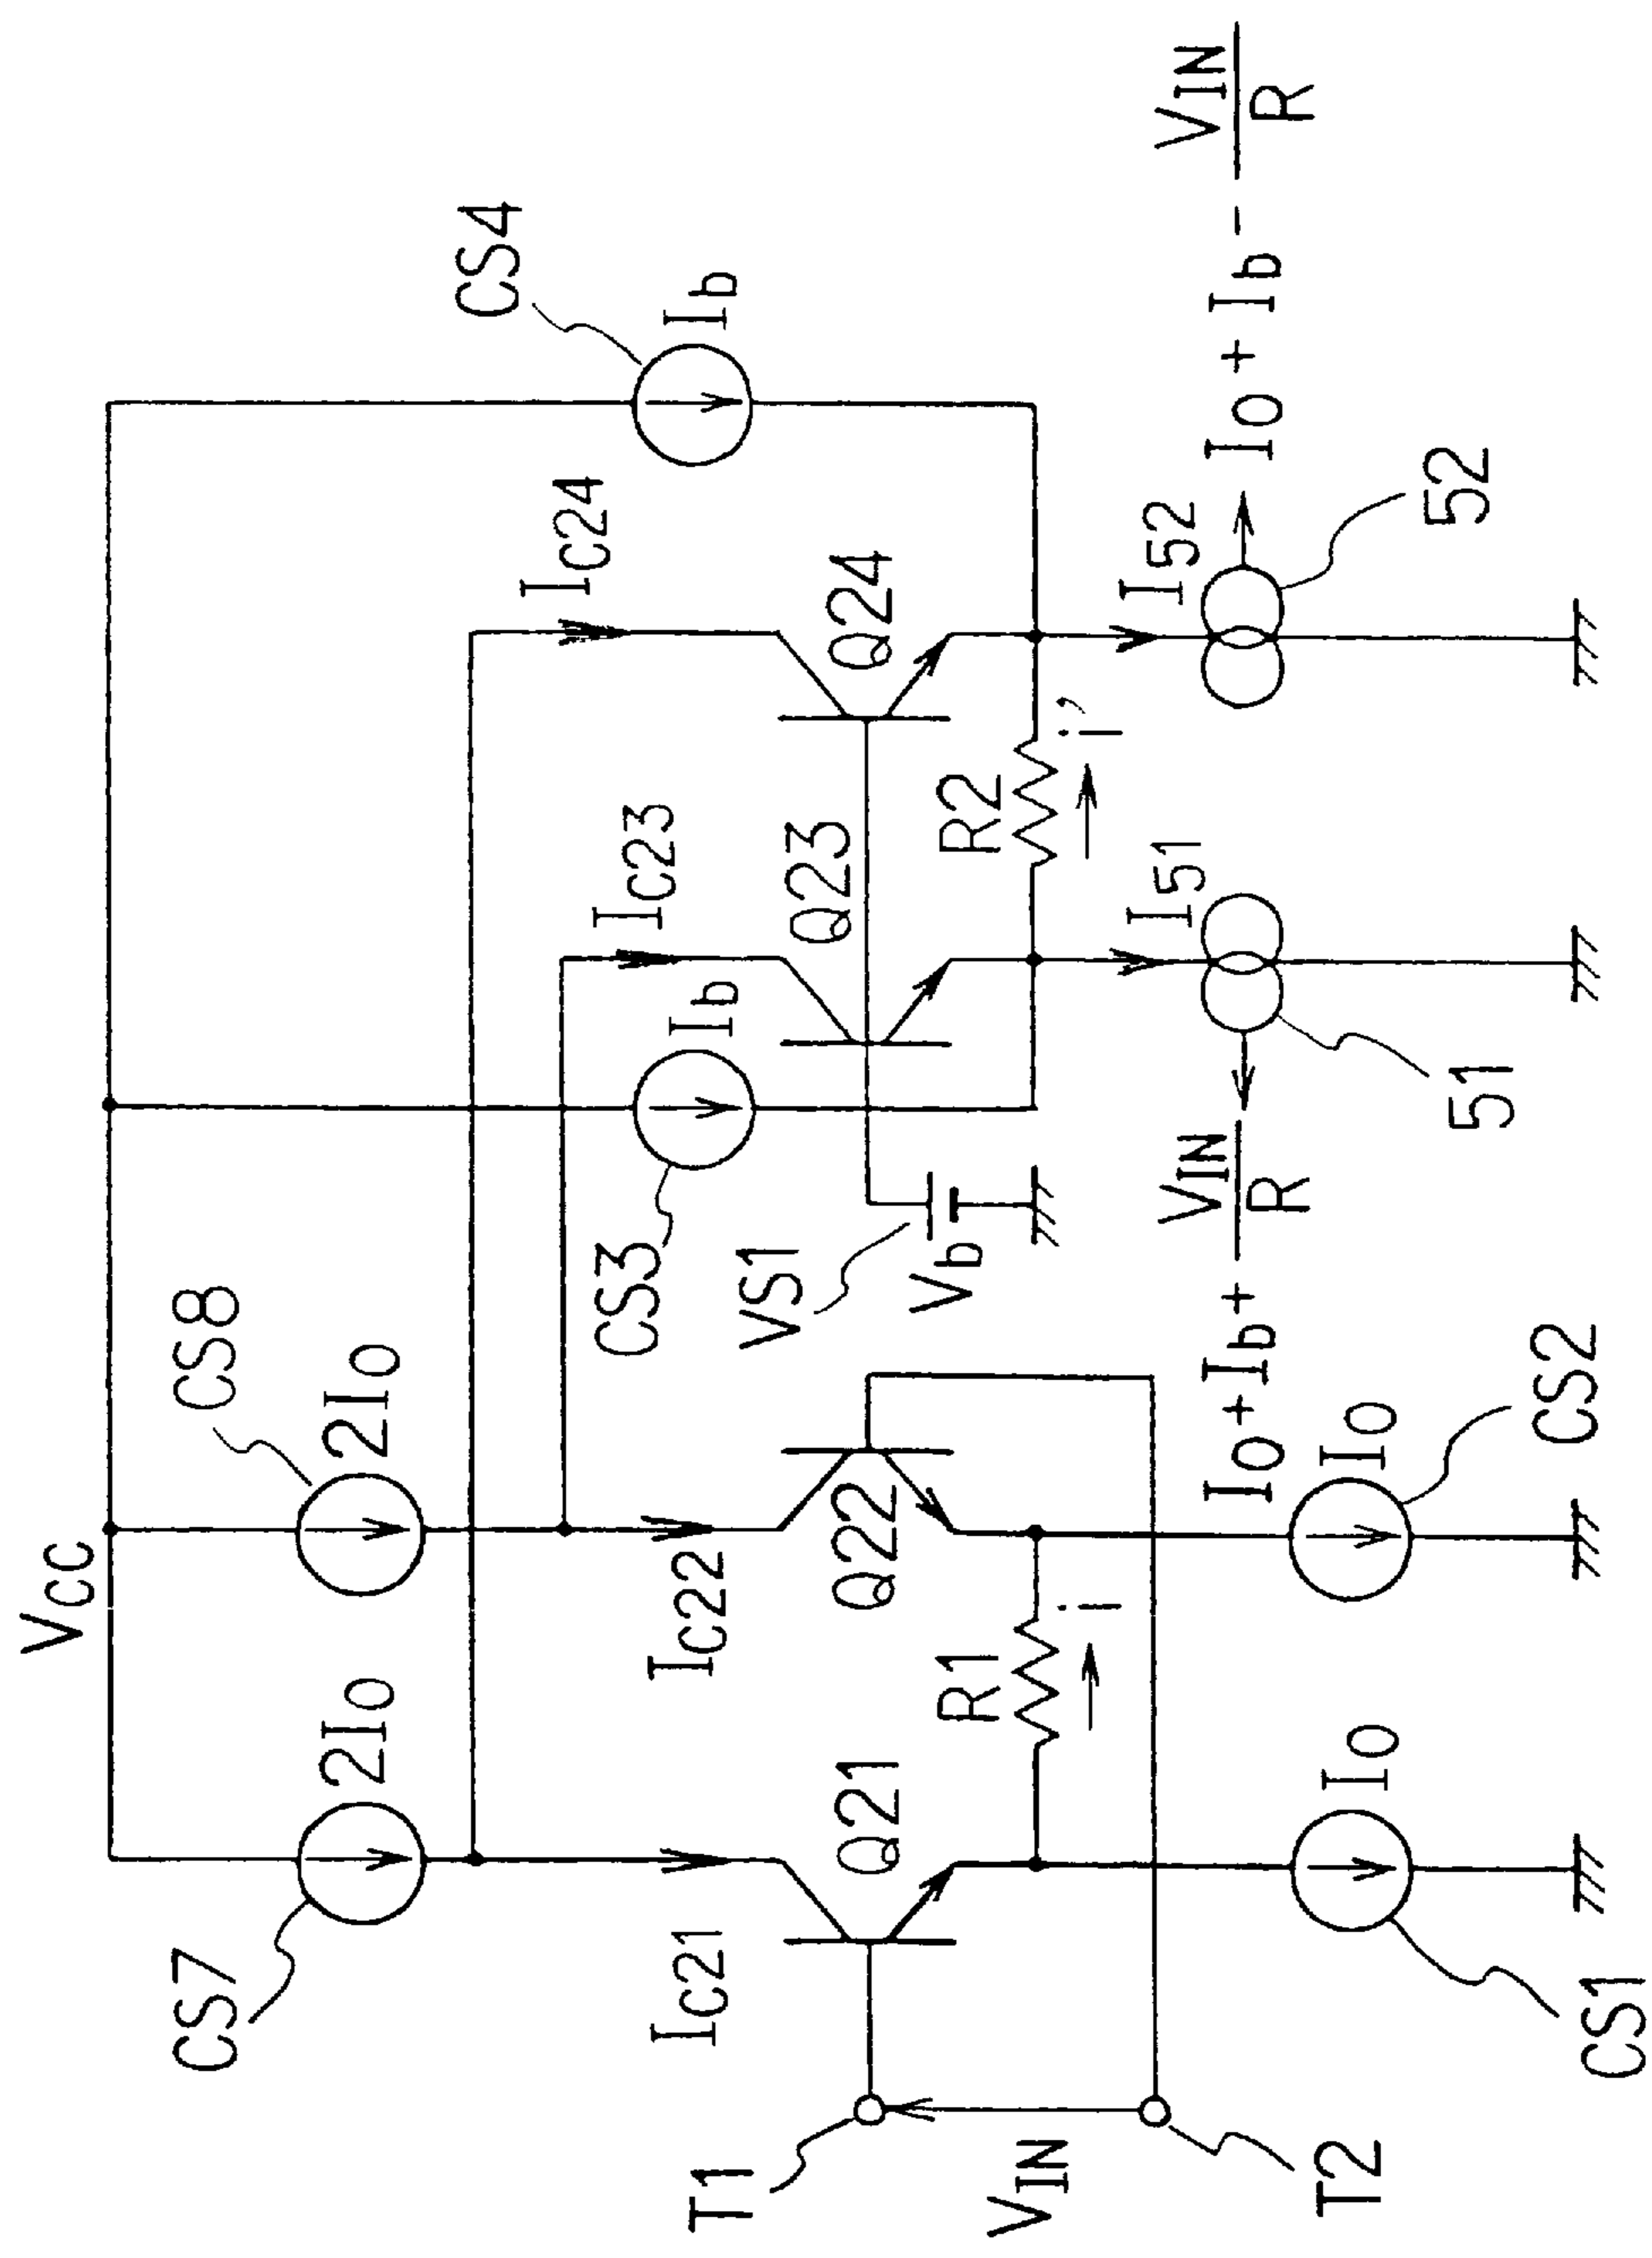 VCC
CS7
2IO
CS8
2IO
CS4
Ib
IC24
IC23
CS3
Ib
IC21
IC22
T1
Q21
Q22
Q23
Q24
VS1
Vb
VIN
R1
i
R2
i'
T2
I51
I52
IO + Ib + VIN/R
IO + Ib - VIN/R
CS1
IO
IO
CS2
51
52